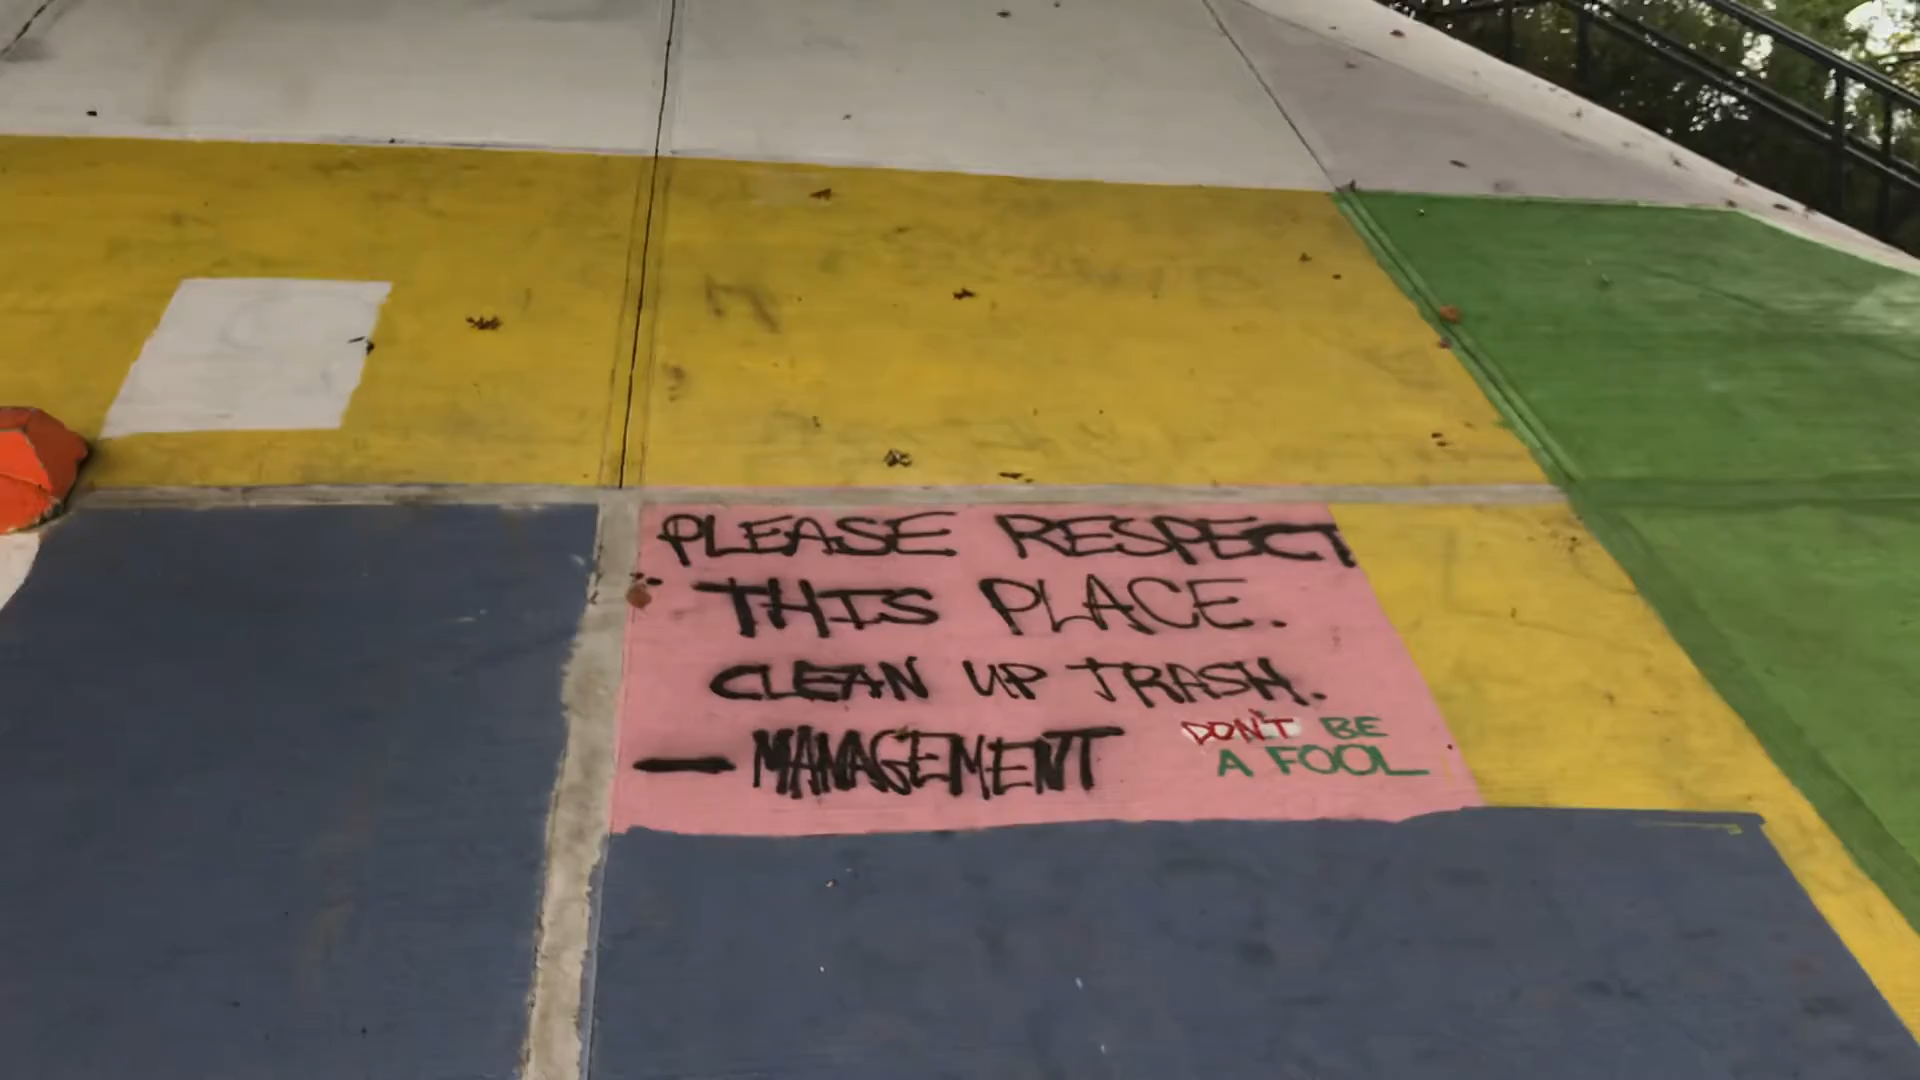 PLEASE RESPECT
THIS PLACE.
CLEAN UP TRASH.
— MANAGEMENT
DON'T BE
A FOOL